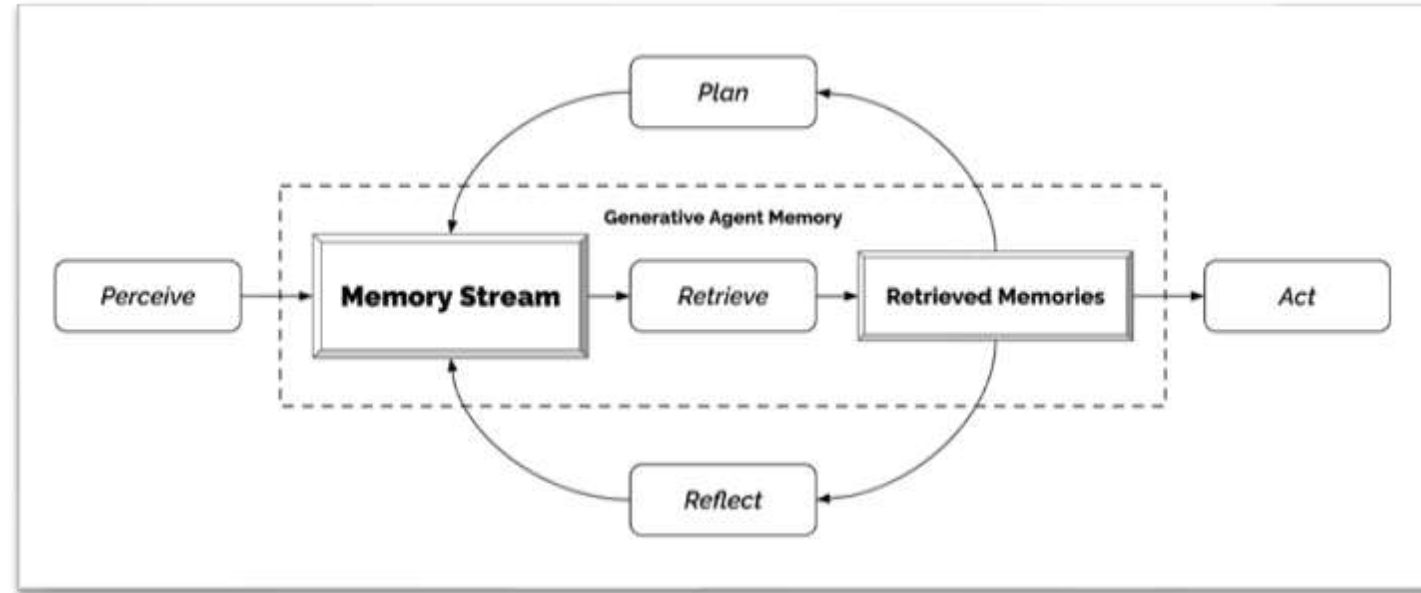 Plan
Generative Agent Memory
Perceive
Memory Stream
Retrieve
Retrieved Memories
Act
Reflect